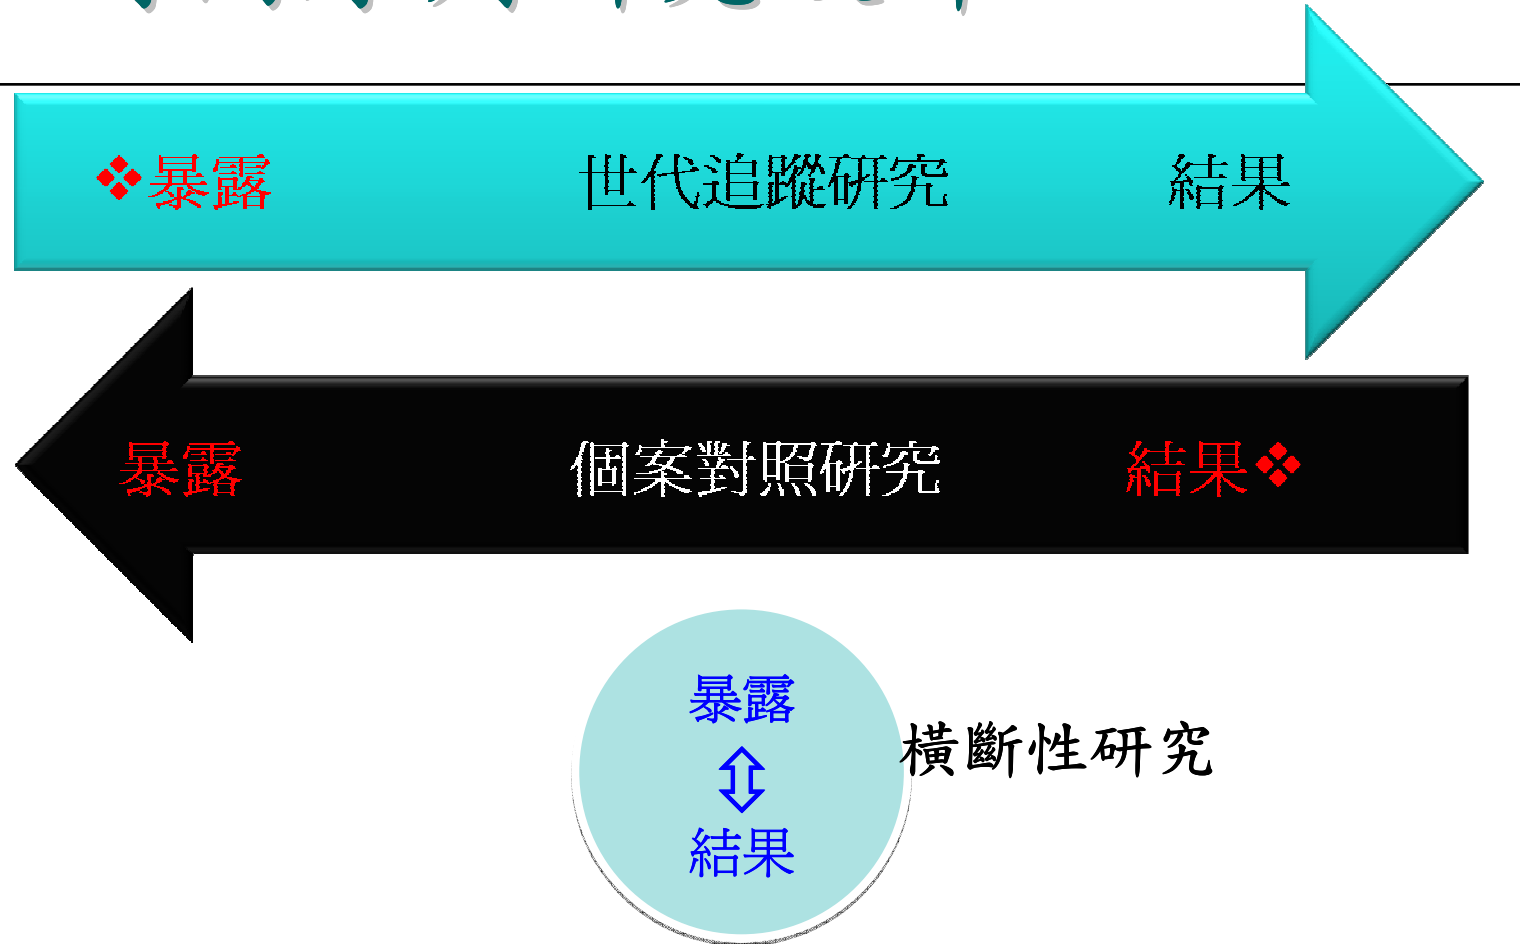 ❖暴露 世代追蹤研究 結果
暴露 個案對照研究 結果❖
暴露
⇕
結果
橫斷性研究